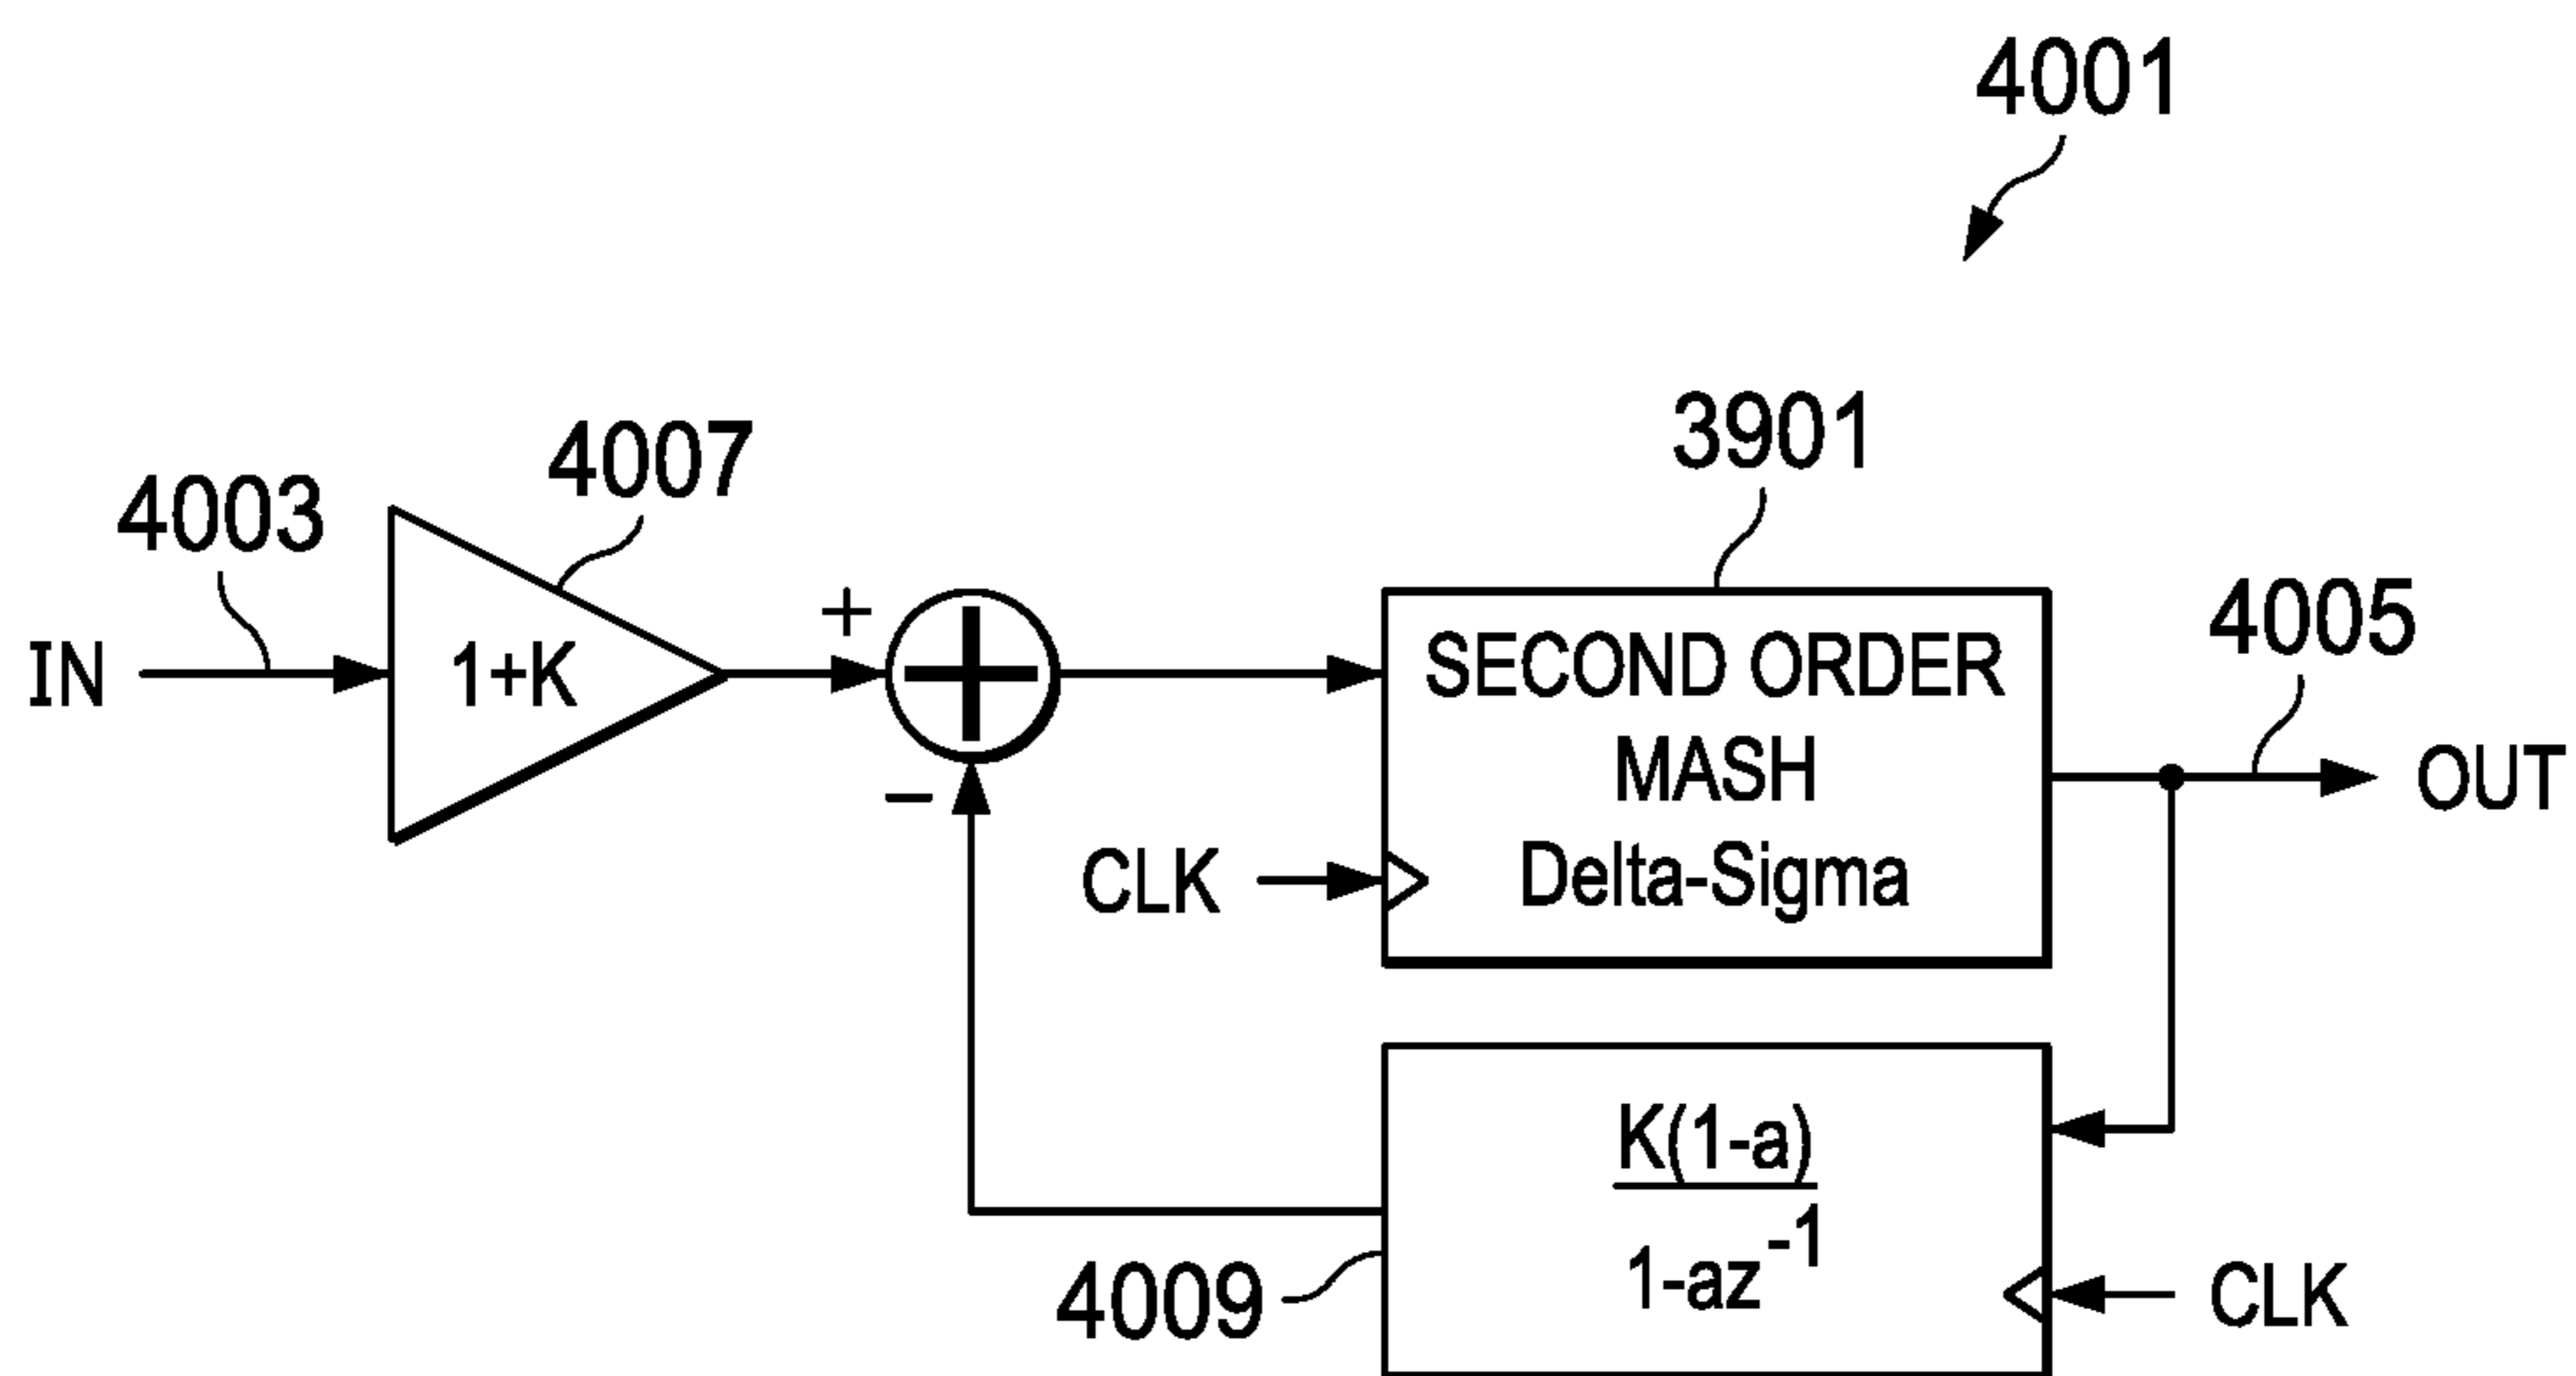 4001
3901
4007
4003
4005
+
IN
1+K
SECOND ORDER
MASH
Delta-Sigma
OUT
−
CLK
K(1-a)
1-az^-1
4009
CLK